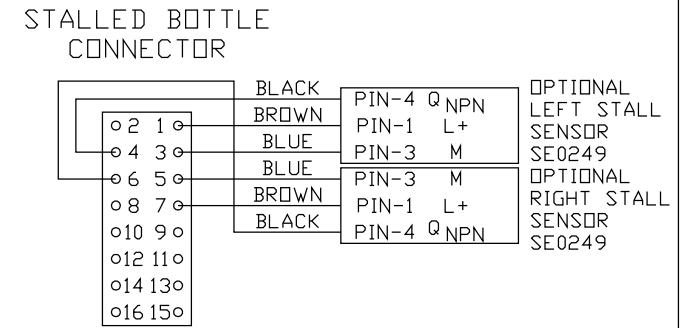 STALLED BOTTLE
CONNECTOR
BLACK
BROWN
BLUE
BLUE
BROWN
BLACK
2 1
4 3
6 5
8 7
10 9
12 11
14 13
16 15
PIN-4 Q NPN
PIN-1 L+
PIN-3 M
PIN-3 M
PIN-1 L+
PIN-4 Q NPN
OPTIONAL
LEFT STALL
SENSOR
SE0249
OPTIONAL
RIGHT STALL
SENSOR
SE0249